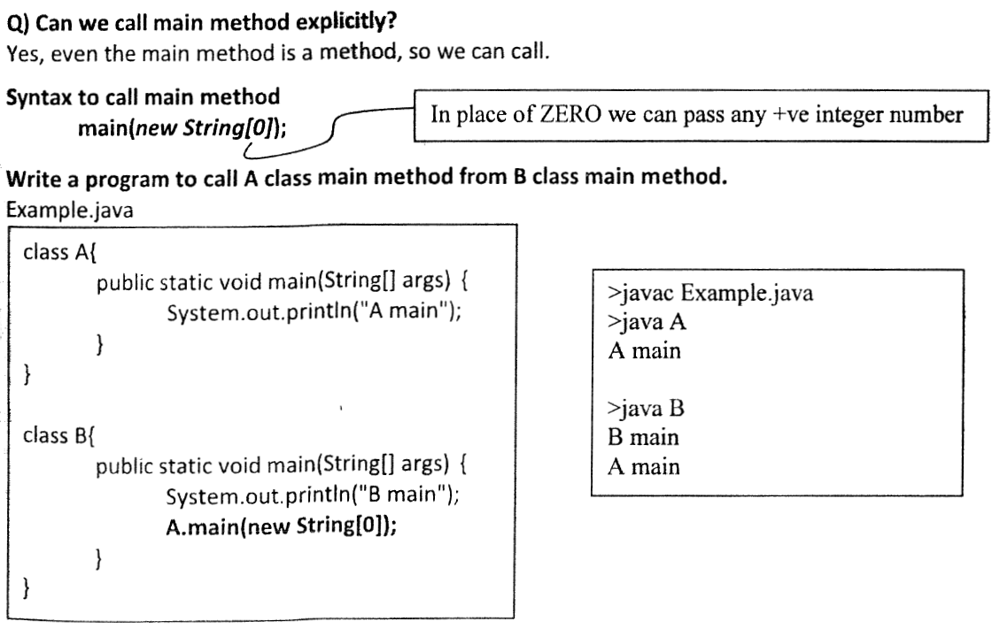 Q) Can we call main method explicitly?
Yes, even the main method is a method, so we can call.
Syntax to call main method
main(new String[0]);
In place of ZERO we can pass any +ve integer number
Write a program to call A class main method from B class main method.
Example.java
class A{
public static void main(String[] args) {
System.out.println("A main");
}
}
class B{
public static void main(String[] args) {
System.out.println("B main");
A.main(new String[0]);
}
}
>javac Example.java
>java A
A main
>java B
B main
A main